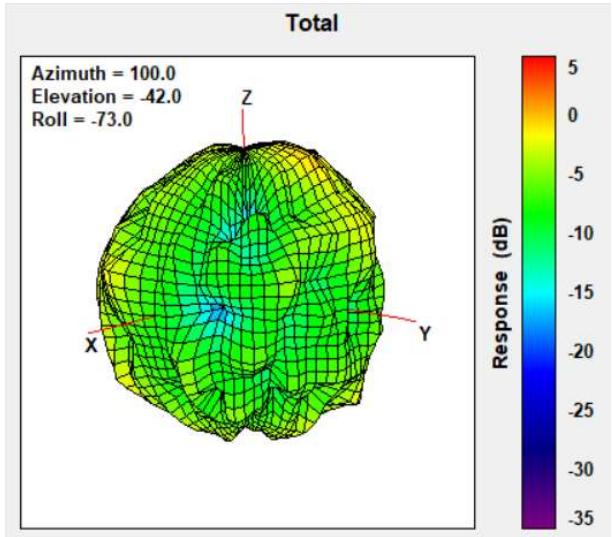 Total
Azimuth = 100.0
Elevation = -42.0
Roll = -73.0
Z
X
Y
Response (dB)
5
0
-5
-10
-15
-20
-25
-30
-35